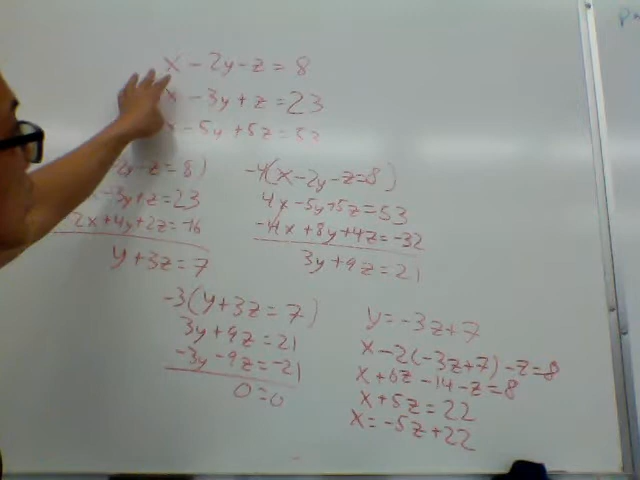 x - 2y - z = 8
x - 3y + z = 23
x - 5y + 5z = 53
2y - z = 8)
-3y + z = 23
2x + 4y + 2z = -16
y + 3z = 7
-4(x - 2y - z = 8)
4x - 5y + 5z = 53
-4x + 8y + 4z = -32
3y + 9z = 21
-3(y + 3z = 7)
3y + 9z = 21
-3y - 9z = -21
0 = 0
y = -3z + 7
x - 2(-3z + 7) - z = 8
x + 6z - 14 - z = 8
x + 5z = 22
x = -5z + 22